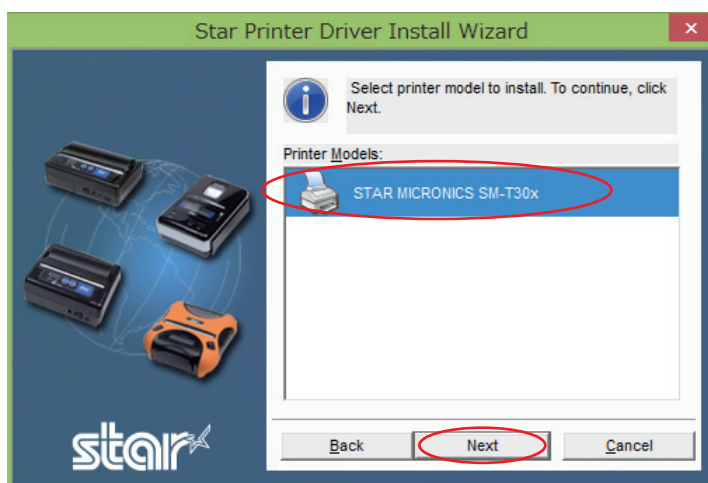 Star Printer Driver Install Wizard
Select printer model to install. To continue, click
Next.
Printer Models:
STAR MICRONICS SM-T30x
star
Back Next Cancel